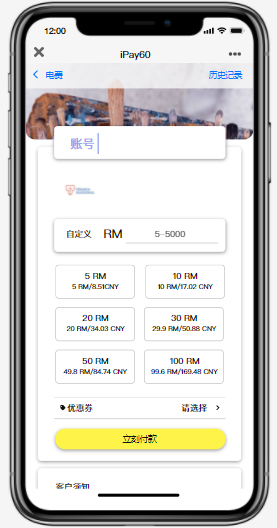 12:00
iPay60
电费 历史记录
账号
自定义 RM 5-5000
5 RM 10 RM
5 RM/8.51CNY 10 RM/17.02 CNY
20 RM 30 RM
20 RM/34.03 CNY 29.9 RM/50.88 CNY
50 RM 100 RM
49.8 RM/84.74 CNY 99.6 RM/169.48 CNY
优惠券 请选择
立刻付款
客户须知